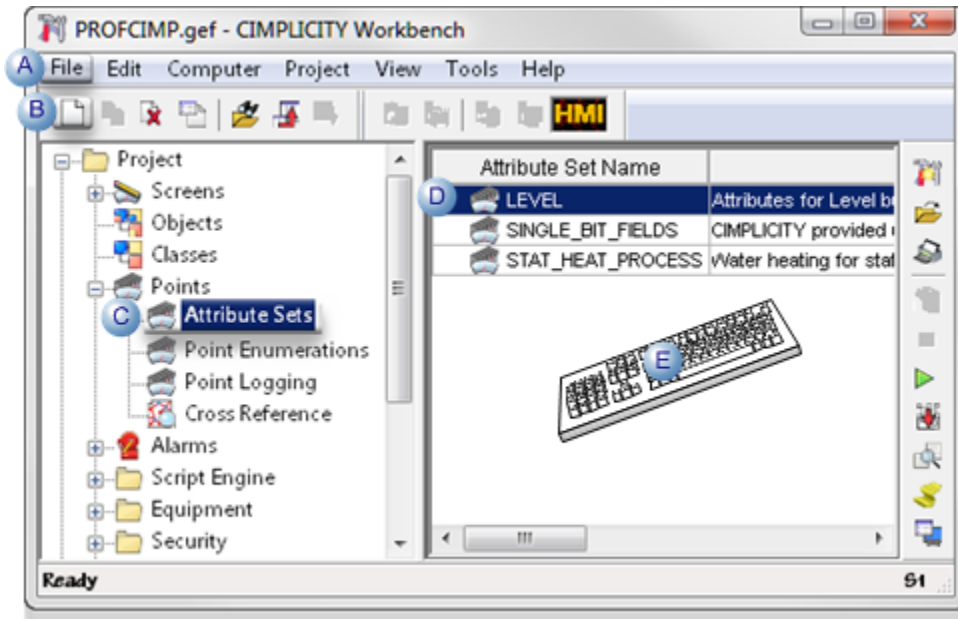 PROFCIMP.gef - CIMPLICITY Workbench
A File Edit Computer Project View Tools Help
B HMI
Project
Screens
Objects
Classes
Points
C Attribute Sets
Point Enumerations
Point Logging
Cross Reference
Alarms
Script Engine
Equipment
Security
Attribute Set Name
D LEVEL Attributes for Level
SINGLE_BIT_FIELDS CIMPLICITY provided
STAT_HEAT_PROCESS Water heating for stat
E
Ready S1